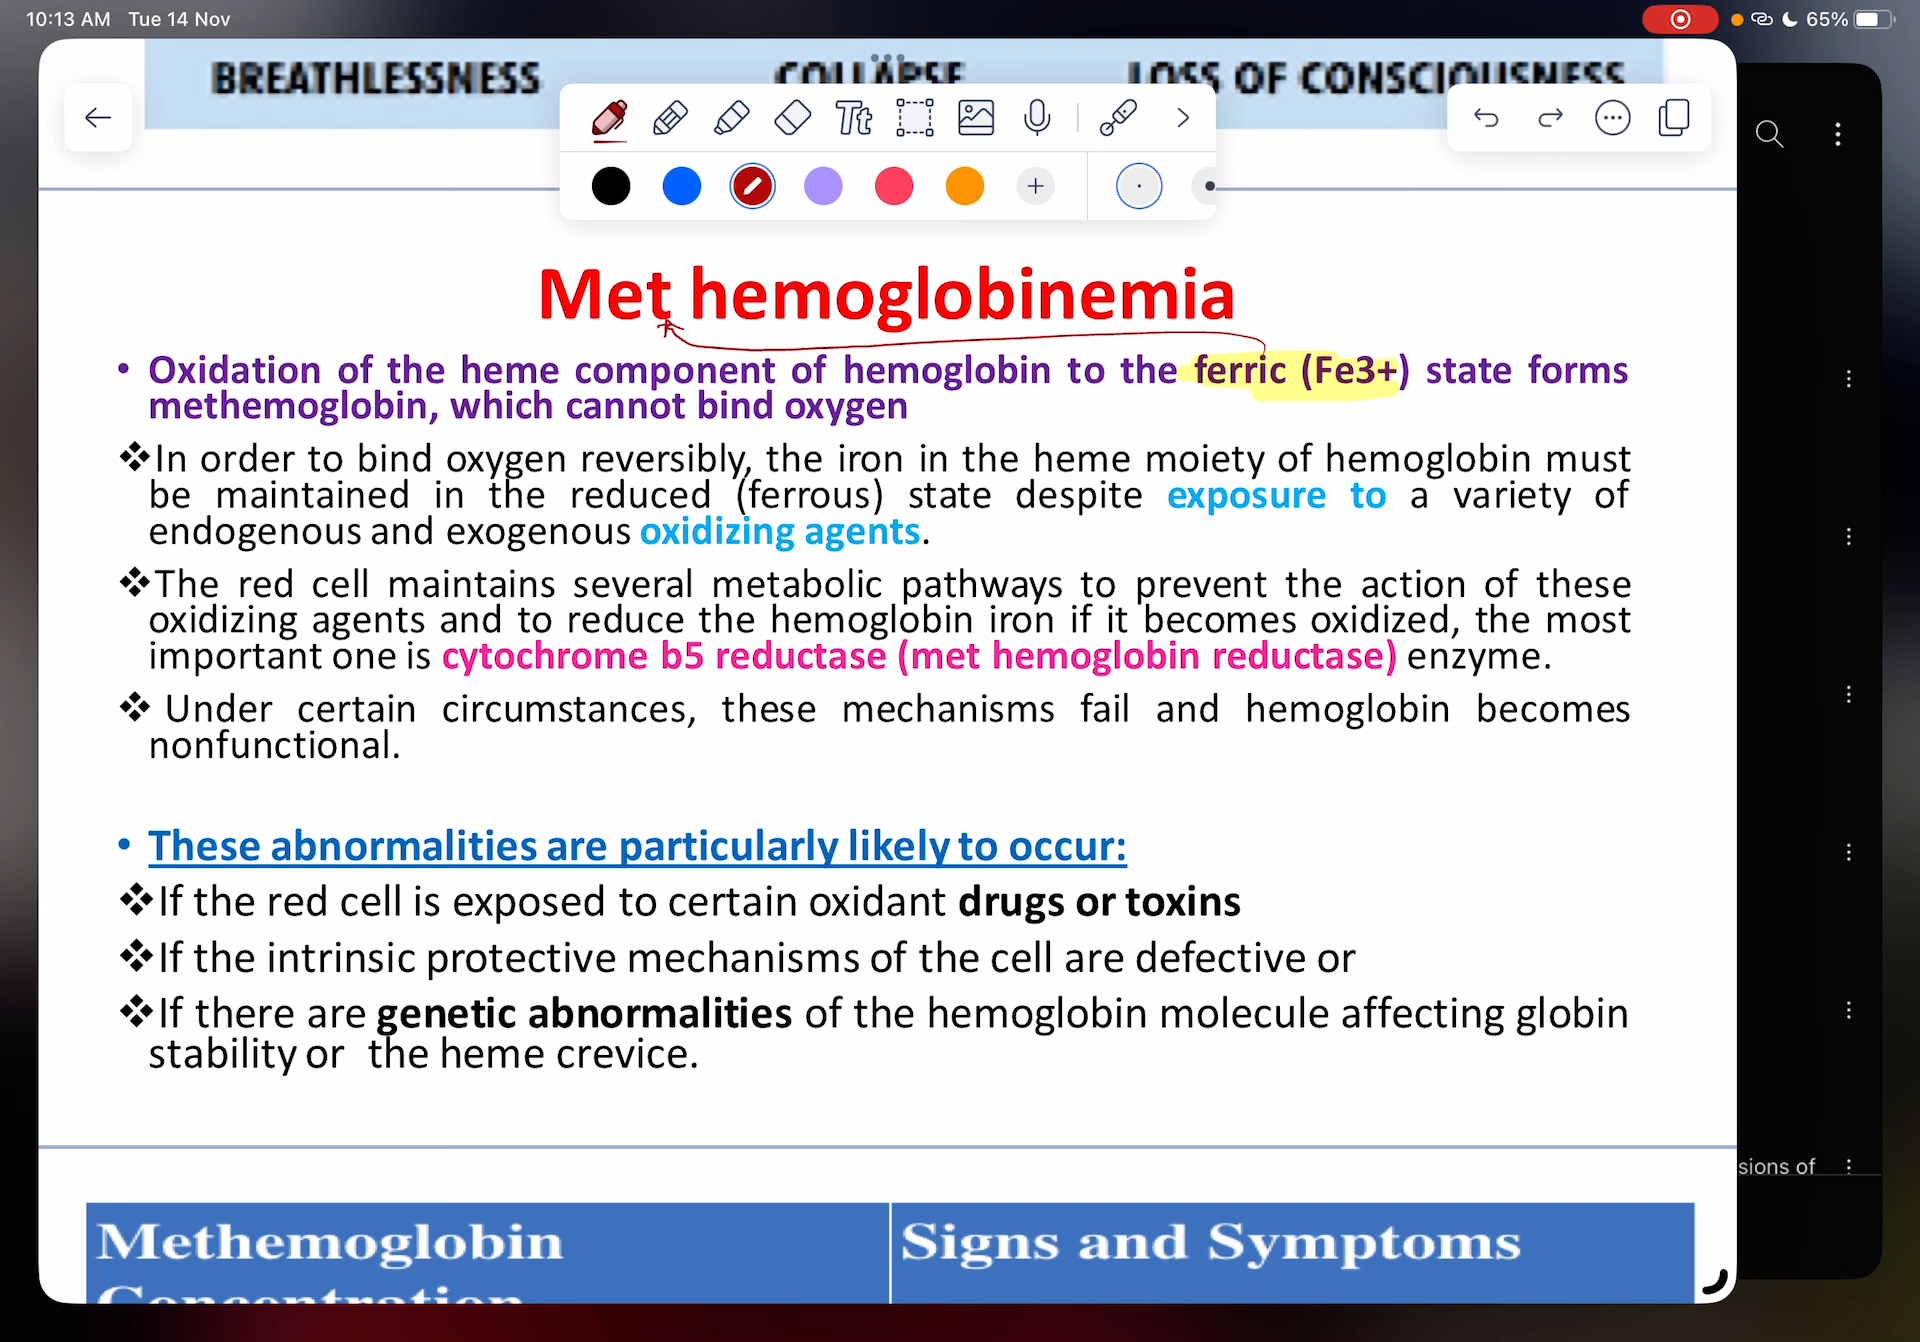 10:13 AM Tue 14 Nov
65%
BREATHLESSNESS COLLAPSE LOSS OF CONSCIOUSNESS
Tt
Met hemoglobinemia
• Oxidation of the heme component of hemoglobin to the ferric (Fe3+) state forms
methemoglobin, which cannot bind oxygen
❖In order to bind oxygen reversibly, the iron in the heme moiety of hemoglobin must
be maintained in the reduced (ferrous) state despite exposure to a variety of
endogenous and exogenous oxidizing agents.
❖The red cell maintains several metabolic pathways to prevent the action of these
oxidizing agents and to reduce the hemoglobin iron if it becomes oxidized, the most
important one is cytochrome b5 reductase (met hemoglobin reductase) enzyme.
❖ Under certain circumstances, these mechanisms fail and hemoglobin becomes
nonfunctional.
• These abnormalities are particularly likely to occur:
❖If the red cell is exposed to certain oxidant drugs or toxins
❖If the intrinsic protective mechanisms of the cell are defective or
❖If there are genetic abnormalities of the hemoglobin molecule affecting globin
stability or the heme crevice.
sions of
Methemoglobin Signs and Symptoms
Concentration